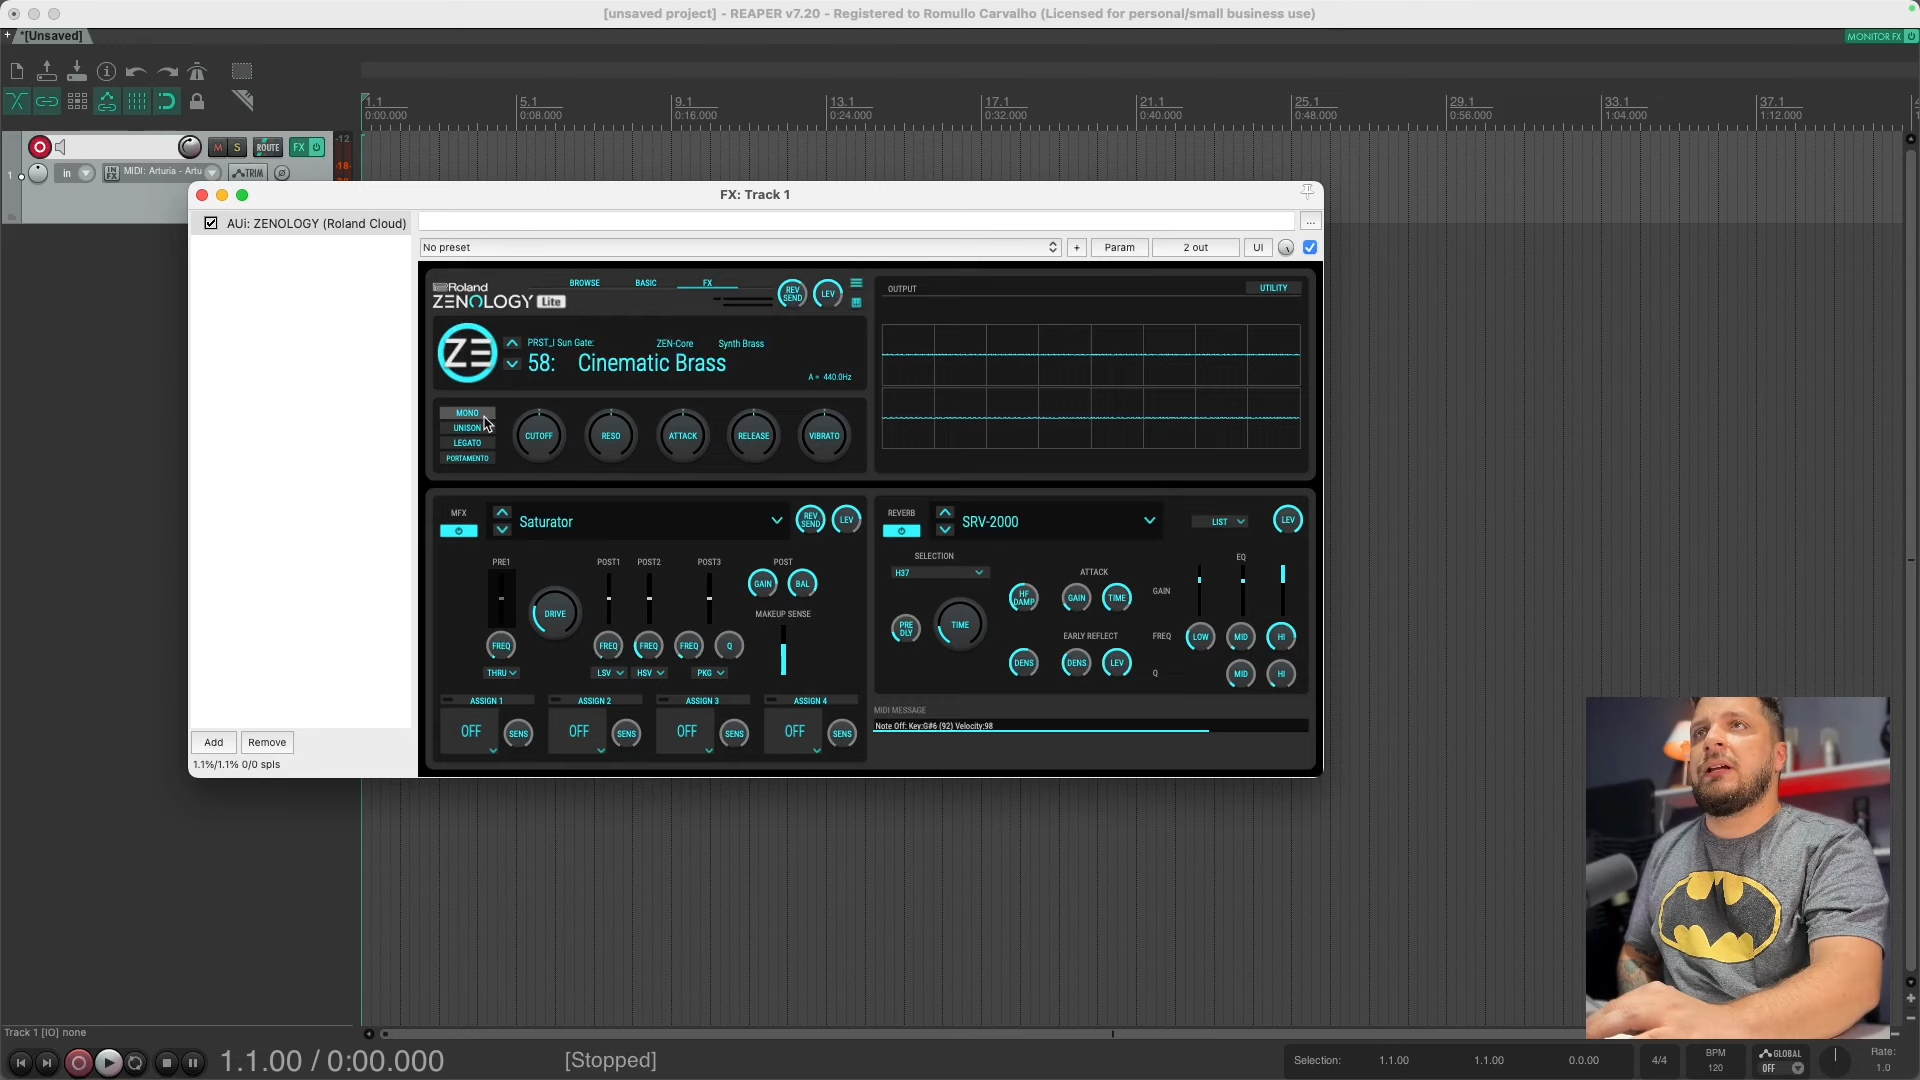 [unsaved project] - REAPER v7.20 - Registered to Romullo Carvalho (Licensed for personal/small business use)
+ *[Unsaved]
MONITOR FX
1.1 5.1 9.1 13.1 17.1 21.1 25.1 29.1 33.1 37.1
0:00.000 0:08.000 0:16.000 0:24.000 0:32.000 0:40.000 0:48.000 0:56.000 1:04.000 1:12.000
M S ROUTE FX -12
1 in IN FX MIDI: Arturia - Artu TRIM -18-
FX: Track 1
AUi: ZENOLOGY (Roland Cloud)
...
No preset + Param 2 out UI
Roland BROWSE BASIC FX
ZENOLOGY Lite
REV SEND LEV
OUTPUT UTILITY
ZE
PRST_I Sun Gate: ZEN-Core Synth Brass
58: Cinematic Brass
A = 440.0Hz
MONO
UNISON
LEGATO
PORTAMENTO
CUTOFF RESO ATTACK RELEASE VIBRATO
MFX Saturator REV SEND LEV
PRE1 POST1 POST2 POST3 POST
GAIN BAL
DRIVE MAKEUP SENSE
FREQ FREQ FREQ FREQ Q
THRU LSV HSV PKG
ASSIGN 1 ASSIGN 2 ASSIGN 3 ASSIGN 4
OFF SENS OFF SENS OFF SENS OFF SENS
REVERB SRV-2000 LIST LEV
SELECTION EQ
H37 ATTACK
HF DAMP GAIN TIME GAIN
PRE DLY TIME
EARLY REFLECT FREQ LOW MID HI
DENS DENS LEV Q MID HI
MIDI MESSAGE
Note Off: Key:G#6 (92) Velocity:98
Add Remove
1.1%/1.1% 0/0 spls
Track 1 [IO] none
1.1.00 / 0:00.000 [Stopped]
Selection: 1.1.00 1.1.00 0.0.00 4/4 BPM 120 GLOBAL OFF Rate: 1.0